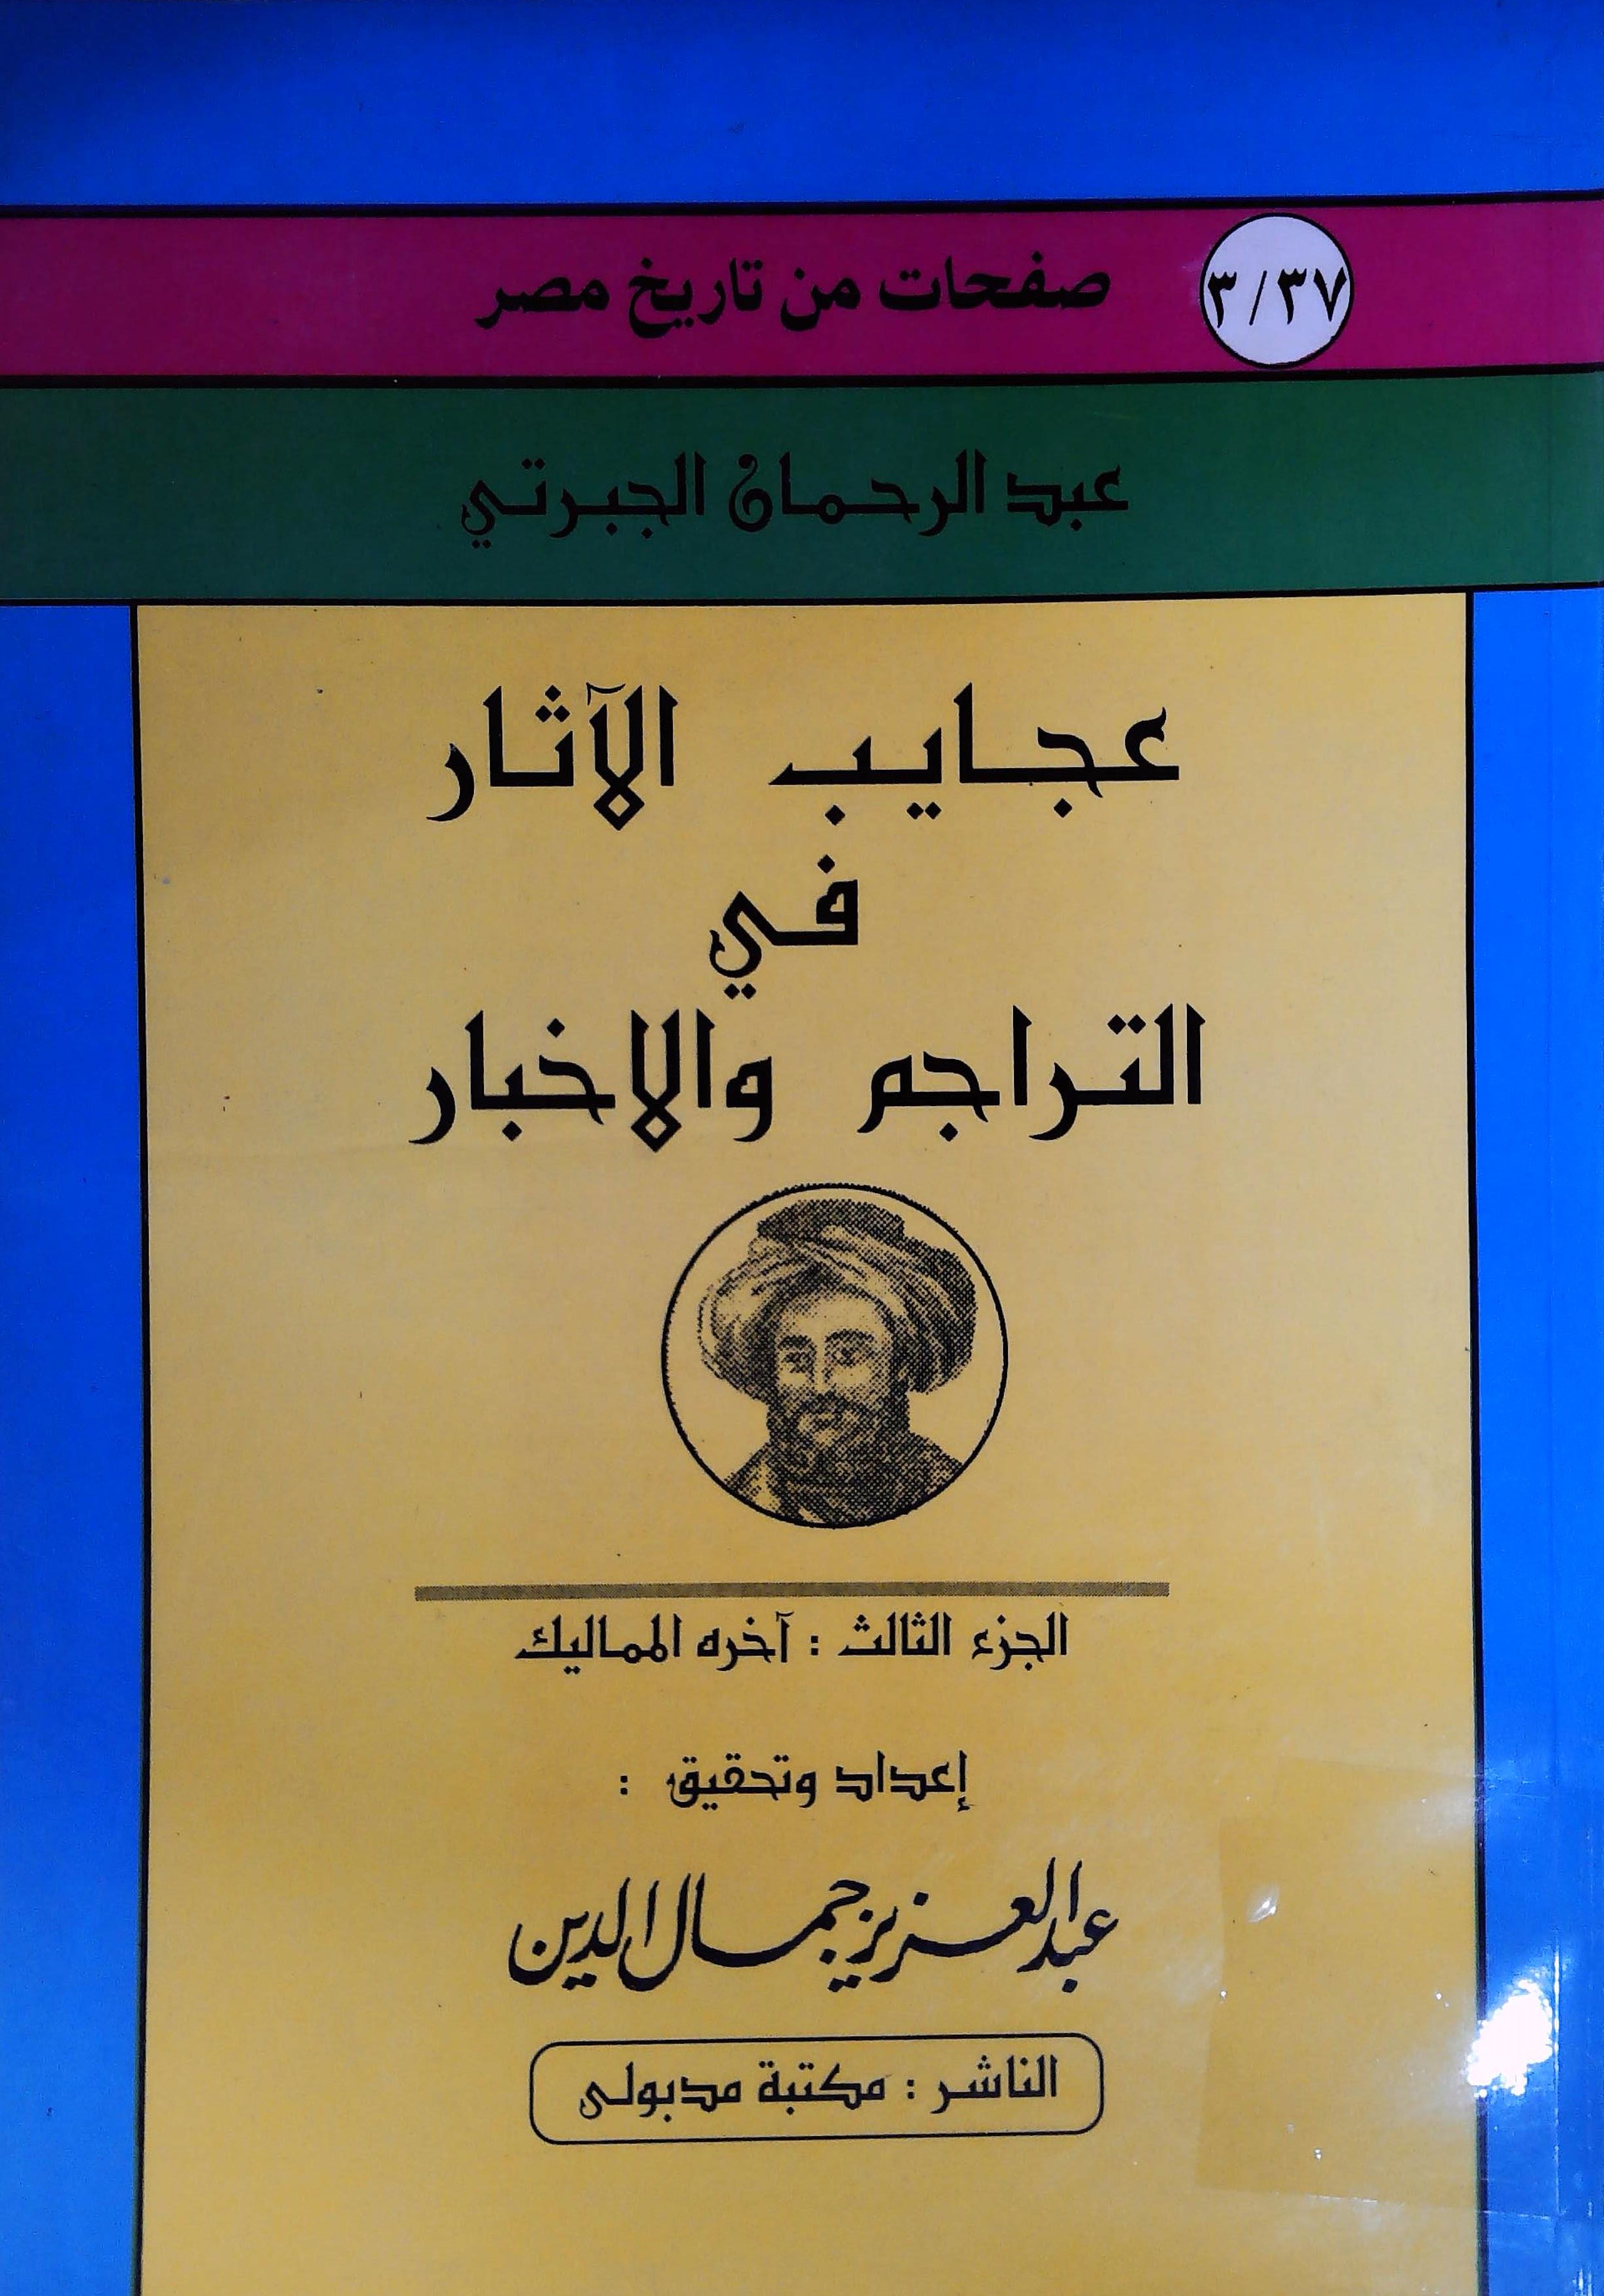 ٣/٣٧ صفحات من تاريخ مصر
عبد الرحمان الجبرتي
عجايب الآثار
في
التراجم والاخبار
الجزء الثالث : آخره المماليك
إعداد وتحقيق :
عبد العزيز جمال الدين
الناشر : مكتبة مدبولى